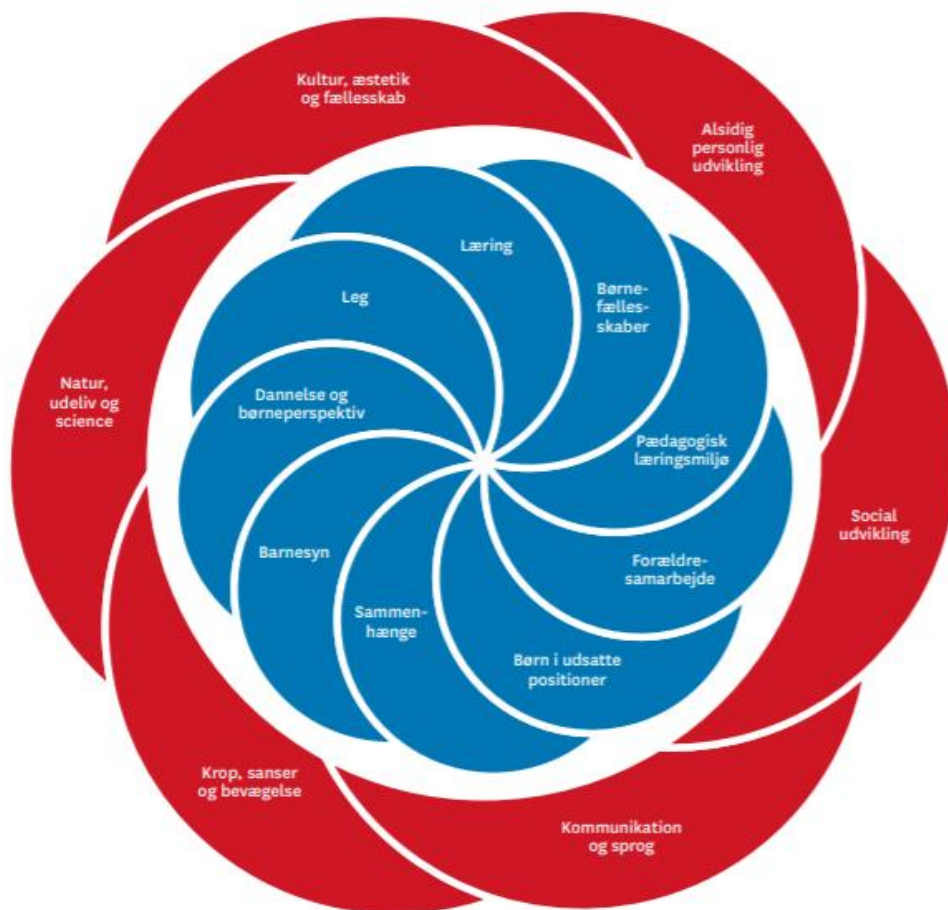 Kultur, æstetik
og fællesskab
Alsidig
personlig
udvikling
Social
udvikling
Kommunikation
og sprog
Krop, sanser
og bevægelse
Natur,
udeliv og
science
Læring
Børne-
fælles-
skaber
Pædagogisk
læringsmiljø
Forældre-
samarbejde
Børn i udsatte
positioner
Sammen-
hænge
Barnesyn
Dannelse og
børneperspektiv
Leg